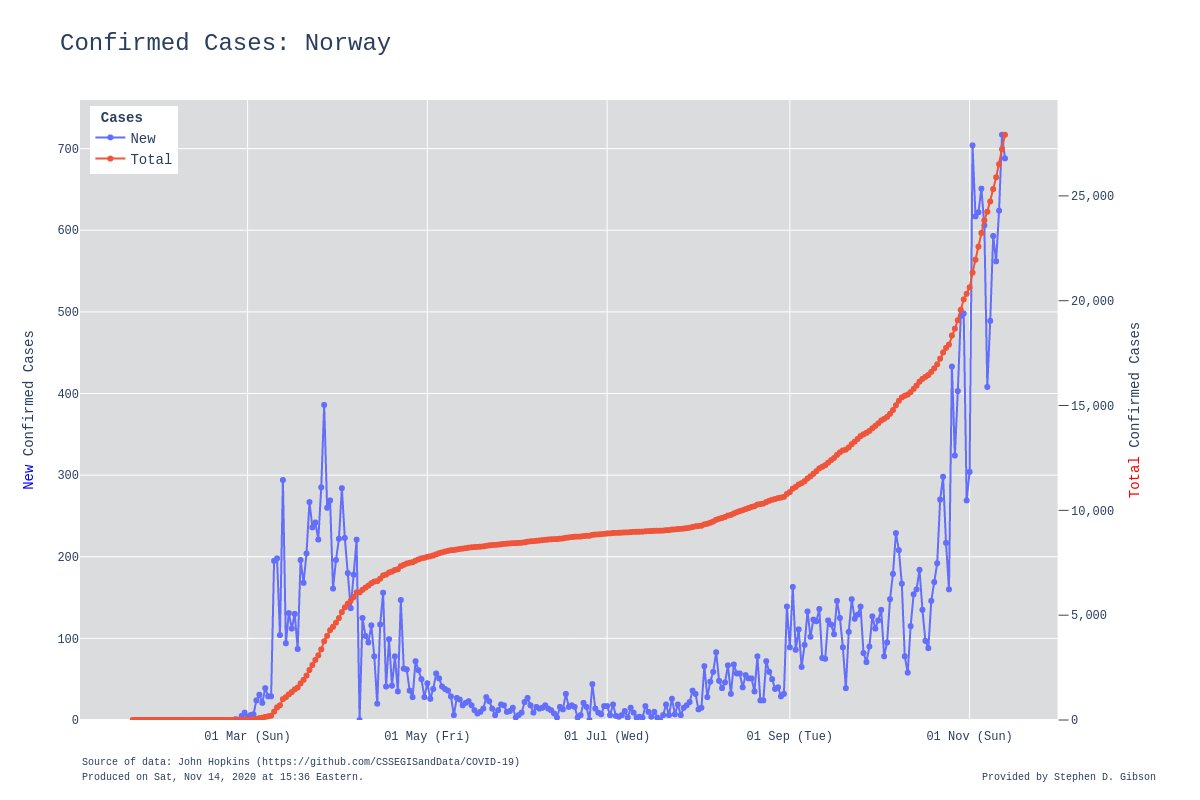 Confirmed Cases: Norway
Cases
New
Total
700
600
500
400
300
200
100
0
25,000
20,000
15,000
10,000
5,000
0
New Confirmed Cases
Total Confirmed Cases
01 Mar (Sun)
01 May (Fri)
01 Jul (Wed)
01 Sep (Tue)
01 Nov (Sun)
Source of data: John Hopkins (https://github.com/CSSEGISandData/COVID-19)
Produced on Sat, Nov 14, 2020 at 15:36 Eastern.
Provided by Stephen D. Gibson